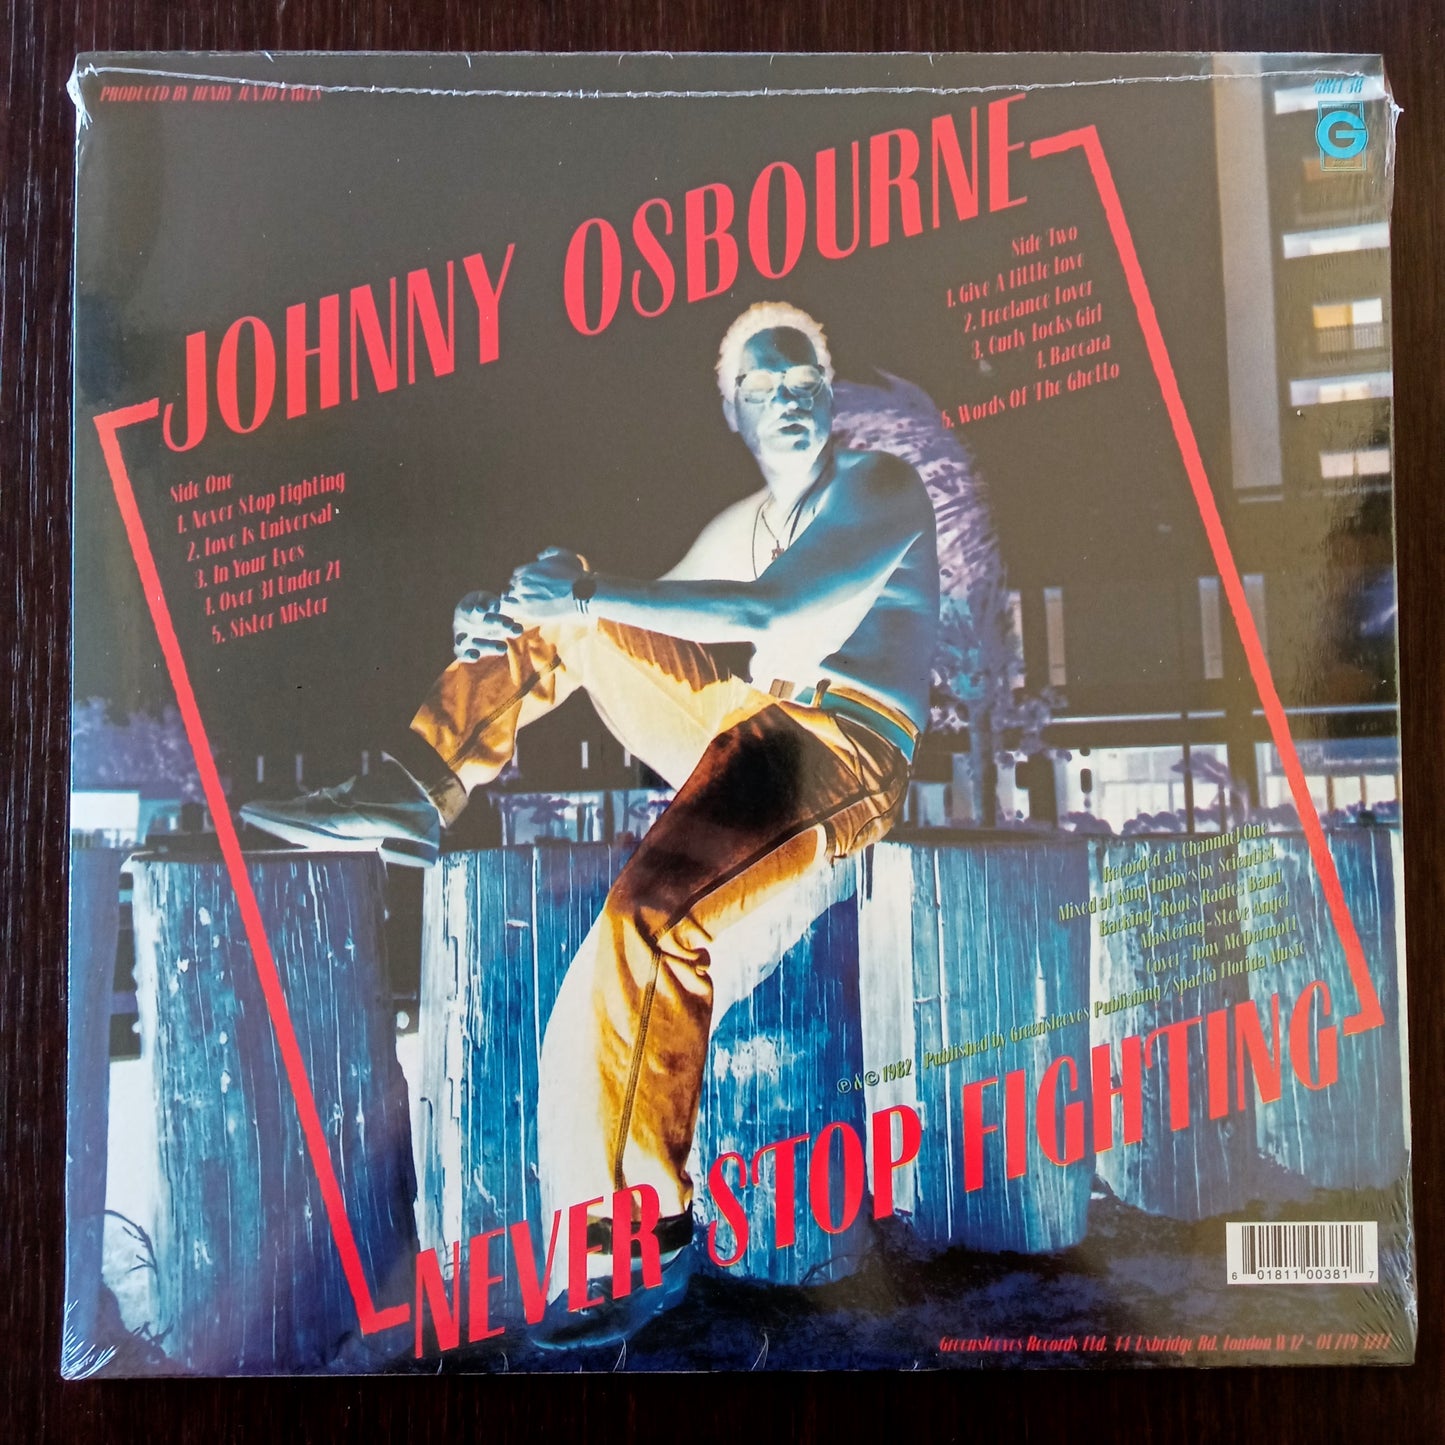 PRODUCED BY HENRY JUNJO LAWES
GREL 38
G
JOHNNY OSBOURNE
Side Two
1. Give A Little Love
2. Freelance Lover
3. Curly Locks Girl
4. Baccara
5. Words Of The Ghetto
Side One
1. Never Stop Fighting
2. Love Is Universal
3. In Your Eyes
4. Over 31 Under 21
5. Sister Mister
Recorded at Channel One
Mixed at King Tubby's by Scientist
Backing - Roots Radics Band
Mastering - Steve Angel
Cover - Tony McDermott
℗ & © 1982 Published by Greensleeves Publishing / Sparta Florida Music
NEVER STOP FIGHTING
6 01811 00381 7
Greensleeves Records Ltd. 44 Uxbridge Rd. London W12 - 01 749 3277